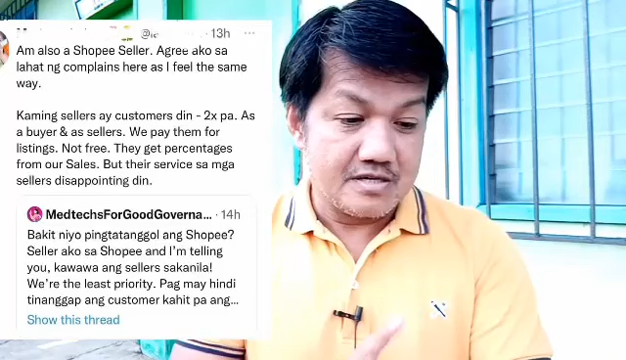 · 13h
Am also a Shopee Seller. Agree ako sa
lahat ng complains here as I feel the same
way.
Kaming sellers ay customers din - 2x pa. As
a buyer & as sellers. We pay them for
listings. Not free. They get percentages
from our Sales. But their service sa mga
sellers disappointing din.
MedtechsForGoodGoverna... · 14h
Bakit niyo pingtatanggol ang Shopee?
Seller ako sa Shopee and I'm telling
you, kawawa ang sellers sakanila!
We're the least priority. Pag may hindi
tinanggap ang customer kahit pa ang...
Show this thread